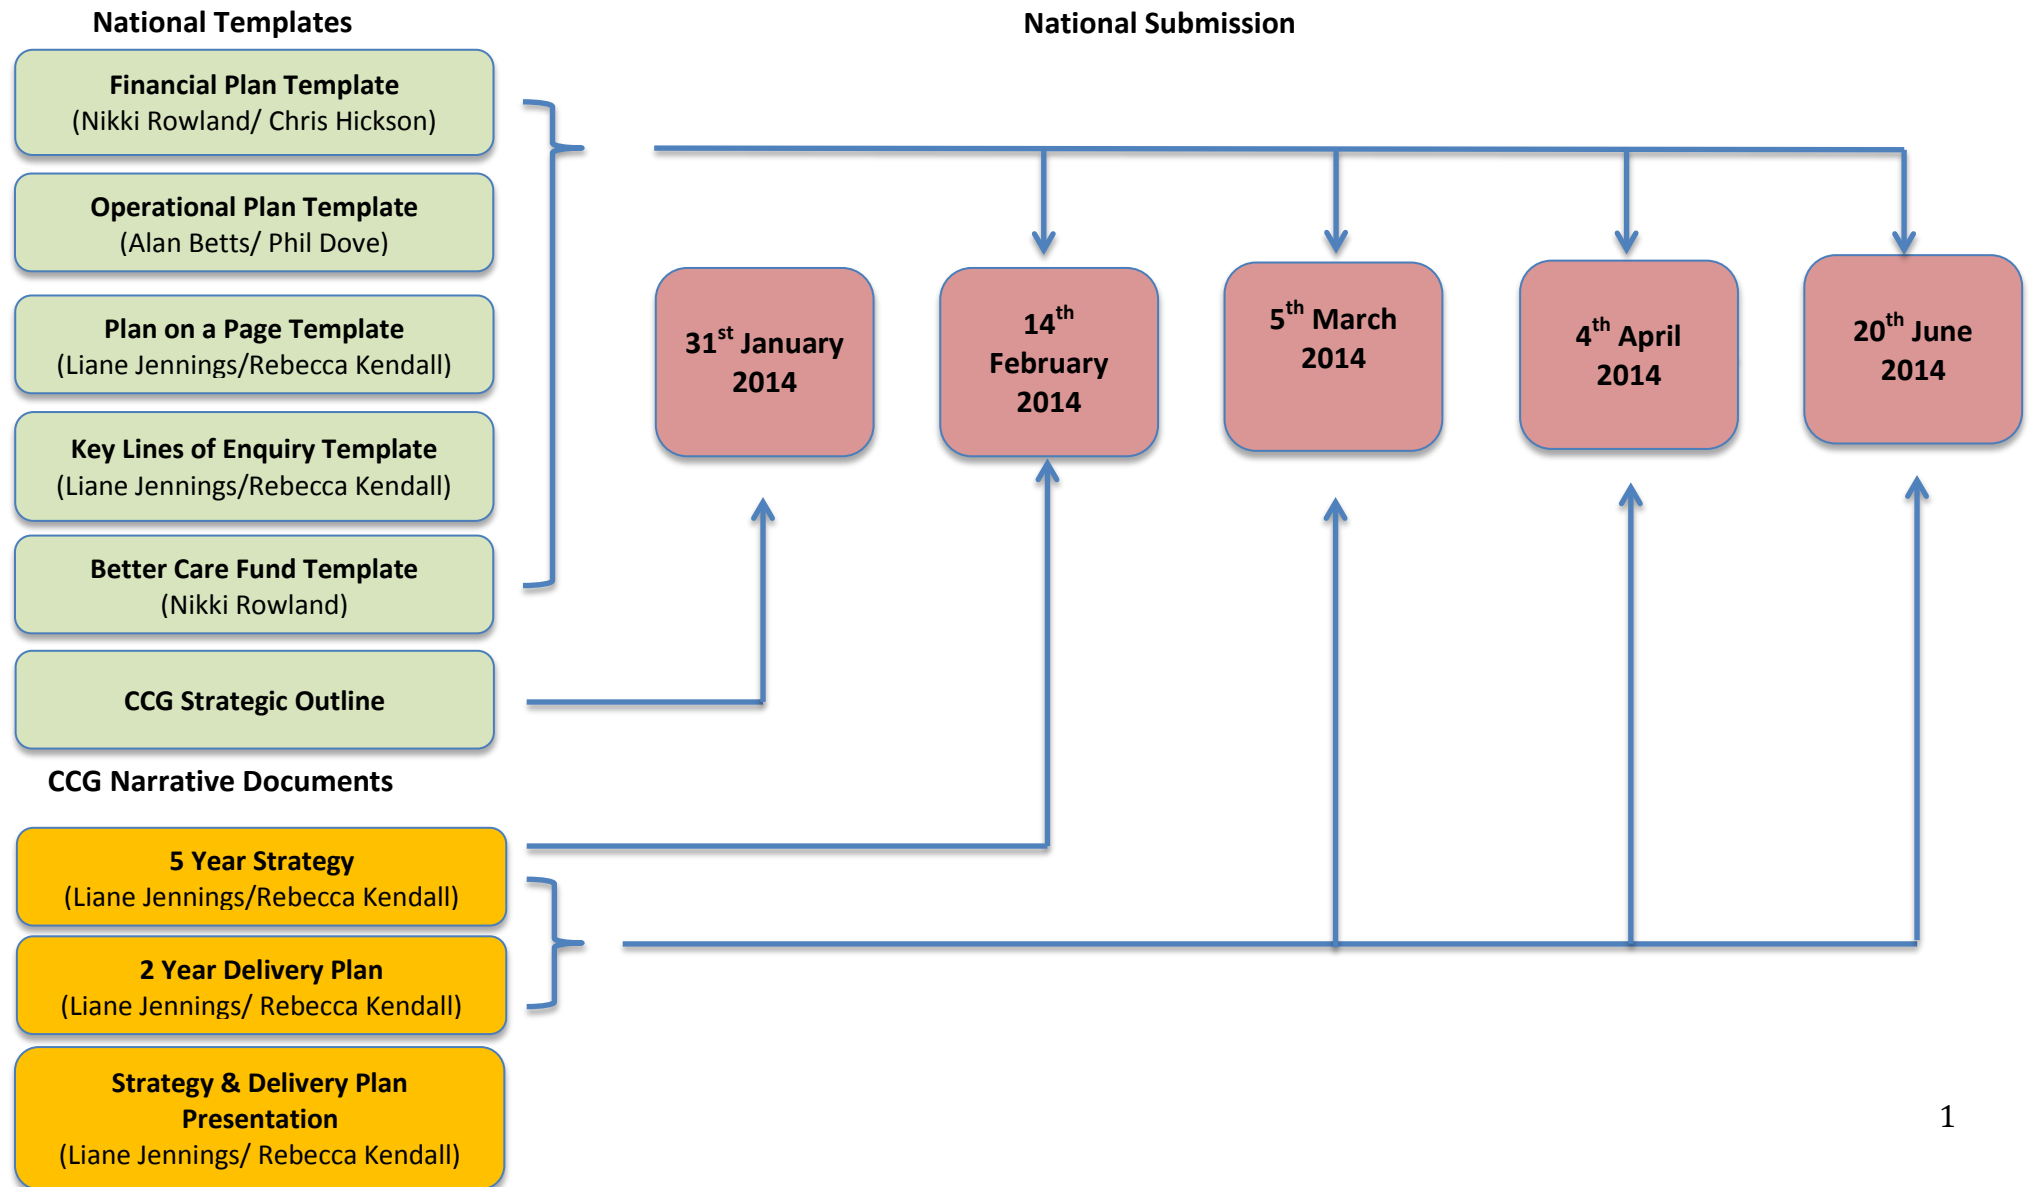 National Templates
National Submission
Financial Plan Template
(Nikki Rowland/ Chris Hickson)
Operational Plan Template
(Alan Betts/ Phil Dove)
Plan on a Page Template
(Liane Jennings/Rebecca Kendall)
Key Lines of Enquiry Template
(Liane Jennings/Rebecca Kendall)
Better Care Fund Template
(Nikki Rowland)
CCG Strategic Outline
31st January
2014
14th
February
2014
5th March
2014
4th April
2014
20th June
2014
CCG Narrative Documents
5 Year Strategy
(Liane Jennings/Rebecca Kendall)
2 Year Delivery Plan
(Liane Jennings/ Rebecca Kendall)
Strategy & Delivery Plan
Presentation
(Liane Jennings/ Rebecca Kendall)
1